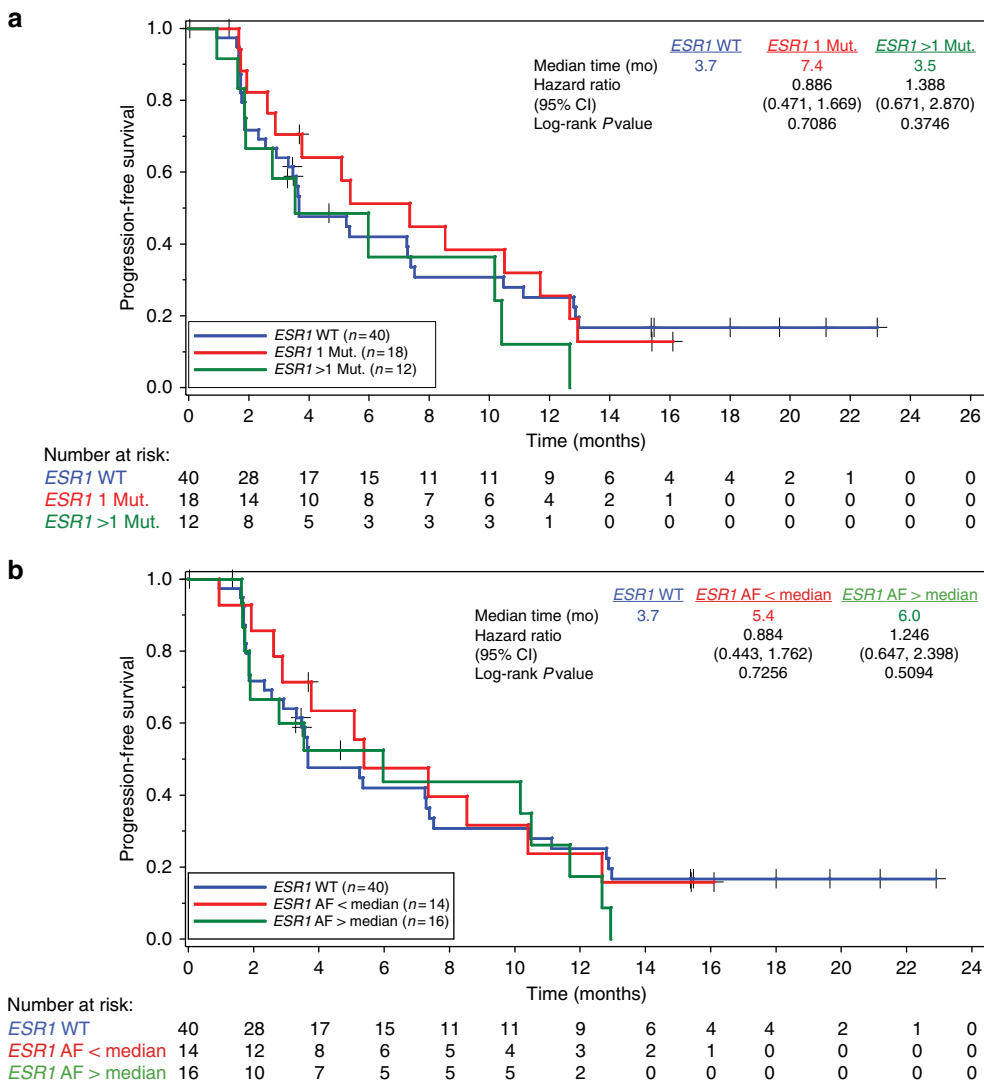 a
ESR1 WT ESR1 1 Mut. ESR1 >1 Mut.
Median time (mo) 3.7 7.4 3.5
Hazard ratio 0.886 1.388
(95% CI) (0.471, 1.669) (0.671, 2.870)
Log-rank P value 0.7086 0.3746
Progression-free survival
1.0
0.8
0.6
0.4
0.2
0.0
ESR1 WT (n=40)
ESR1 1 Mut. (n=18)
ESR1 >1 Mut. (n=12)
0 2 4 6 8 10 12 14 16 18 20 22 24 26
Time (months)
Number at risk:
ESR1 WT 40 28 17 15 11 11 9 6 4 4 2 1 0 0
ESR1 1 Mut. 18 14 10 8 7 6 4 2 1 0 0 0 0 0
ESR1 >1 Mut. 12 8 5 3 3 3 1 0 0 0 0 0 0 0
b
ESR1 WT ESR1 AF < median ESR1 AF > median
Median time (mo) 3.7 5.4 6.0
Hazard ratio 0.884 1.246
(95% CI) (0.443, 1.762) (0.647, 2.398)
Log-rank P value 0.7256 0.5094
Progression-free survival
1.0
0.8
0.6
0.4
0.2
0.0
ESR1 WT (n=40)
ESR1 AF < median (n=14)
ESR1 AF > median (n=16)
0 2 4 6 8 10 12 14 16 18 20 22 24
Time (months)
Number at risk:
ESR1 WT 40 28 17 15 11 11 9 6 4 4 2 1 0
ESR1 AF < median 14 12 8 6 5 4 3 2 1 0 0 0 0
ESR1 AF > median 16 10 7 5 5 5 2 0 0 0 0 0 0